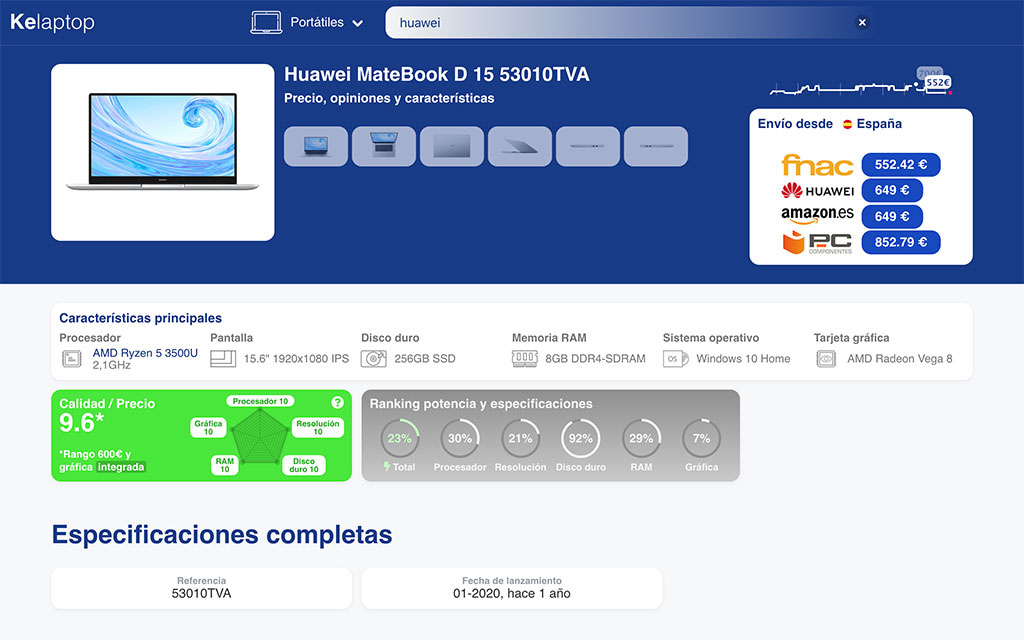 Kelaptop
Portátiles
huawei
Huawei MateBook D 15 53010TVA
Precio, opiniones y características
700€
552€
Envío desde España
fnac 552.42 €
HUAWEI 649 €
amazon.es 649 €
PC COMPONENTES 852.79 €
Características principales
Procesador
AMD Ryzen 5 3500U
2,1GHz
Pantalla
15.6" 1920x1080 IPS
Disco duro
256GB SSD
Memoria RAM
8GB DDR4-SDRAM
Sistema operativo
OS
Windows 10 Home
Tarjeta gráfica
AMD Radeon Vega 8
Calidad / Precio
9.6*
*Rango 600€ y
gráfica integrada
?
Procesador 10
Gráfica
10
Resolución
10
RAM
10
Disco
duro 10
Ranking potencia y especificaciones
23%
Total
30%
Procesador
21%
Resolución
92%
Disco duro
29%
RAM
7%
Gráfica
Especificaciones completas
Referencia
53010TVA
Fecha de lanzamiento
01-2020, hace 1 año